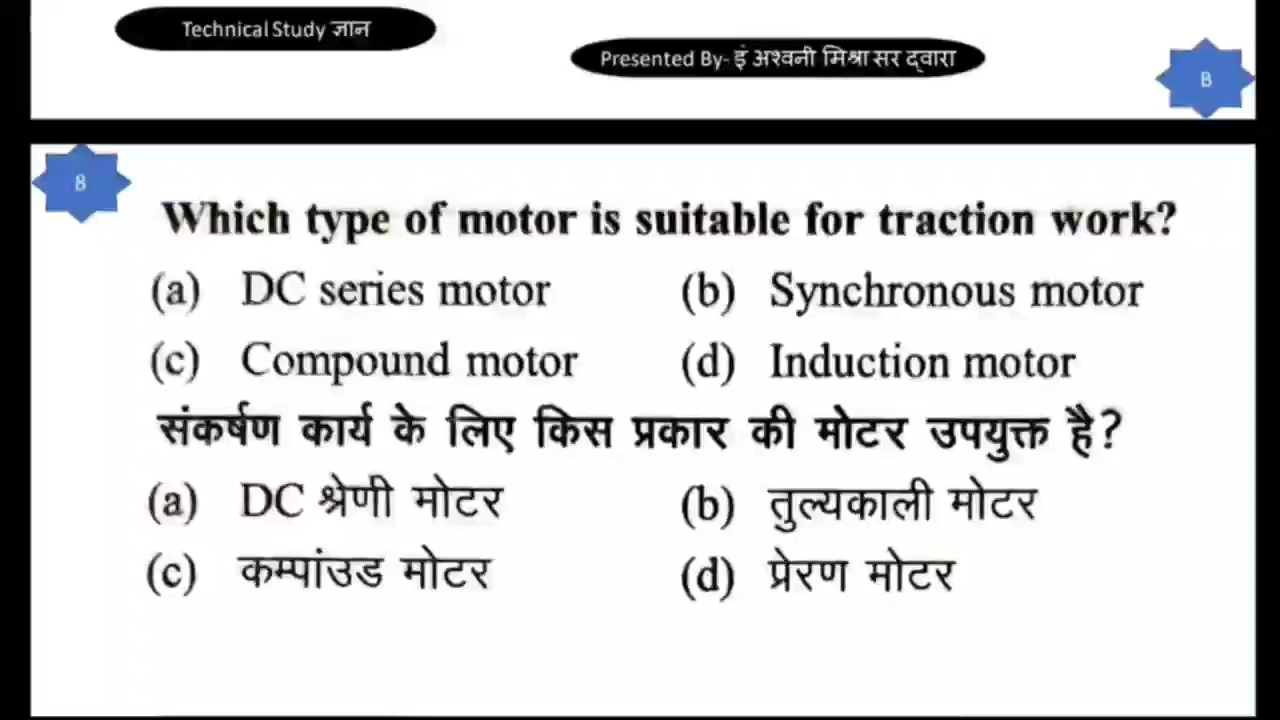 Technical Study ज्ञान
Presented By- इं अश्वनी मिश्रा सर द्वारा
B
8
Which type of motor is suitable for traction work?
(a) DC series motor (b) Synchronous motor
(c) Compound motor (d) Induction motor
संकर्षण कार्य के लिए किस प्रकार की मोटर उपयुक्त है?
(a) DC श्रेणी मोटर (b) तुल्यकाली मोटर
(c) कम्पांउड मोटर (d) प्रेरण मोटर